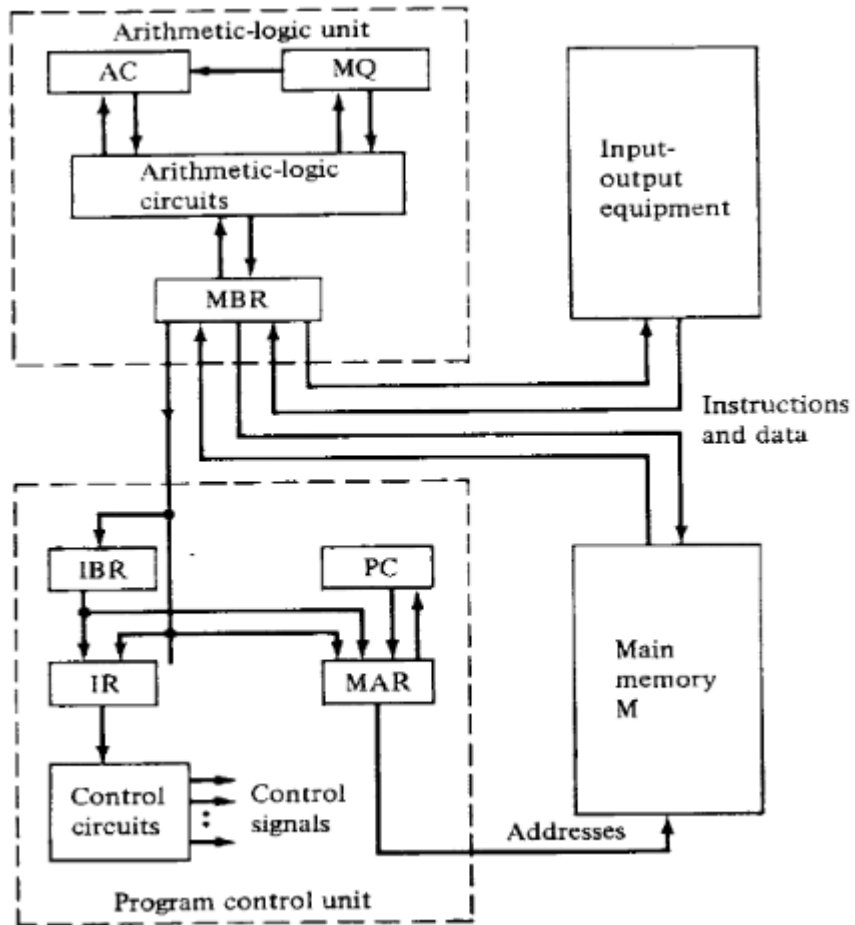 Arithmetic-logic unit
AC
MQ
Arithmetic-logic
circuits
Input-
output
equipment
MBR
Instructions
and data
IBR
PC
IR
MAR
Main
memory
M
Control
circuits
Control
signals
Addresses
Program control unit